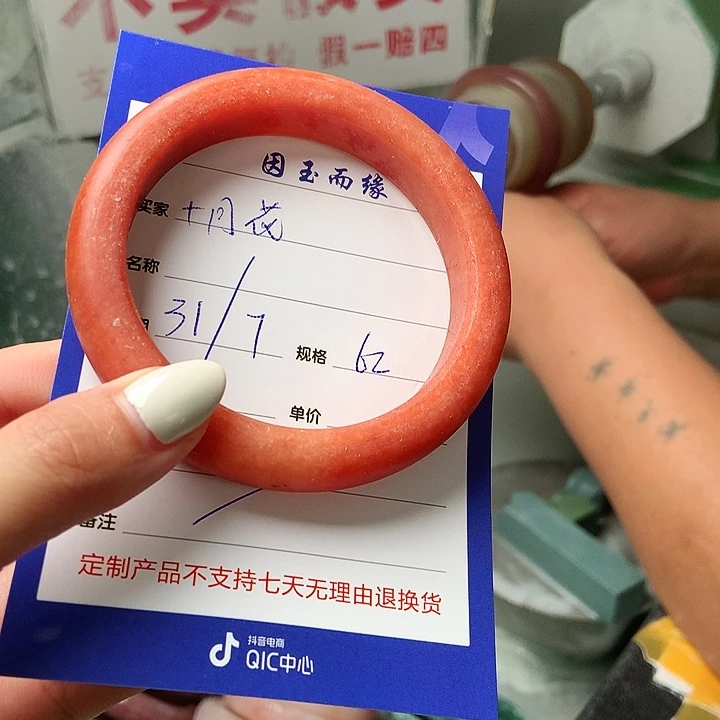 假一赔四
因玉而缘
买家 十月花
名称
31/7 规格 62
单价
备注
定制产品不支持七天无理由退换货
抖音电商
QIC中心